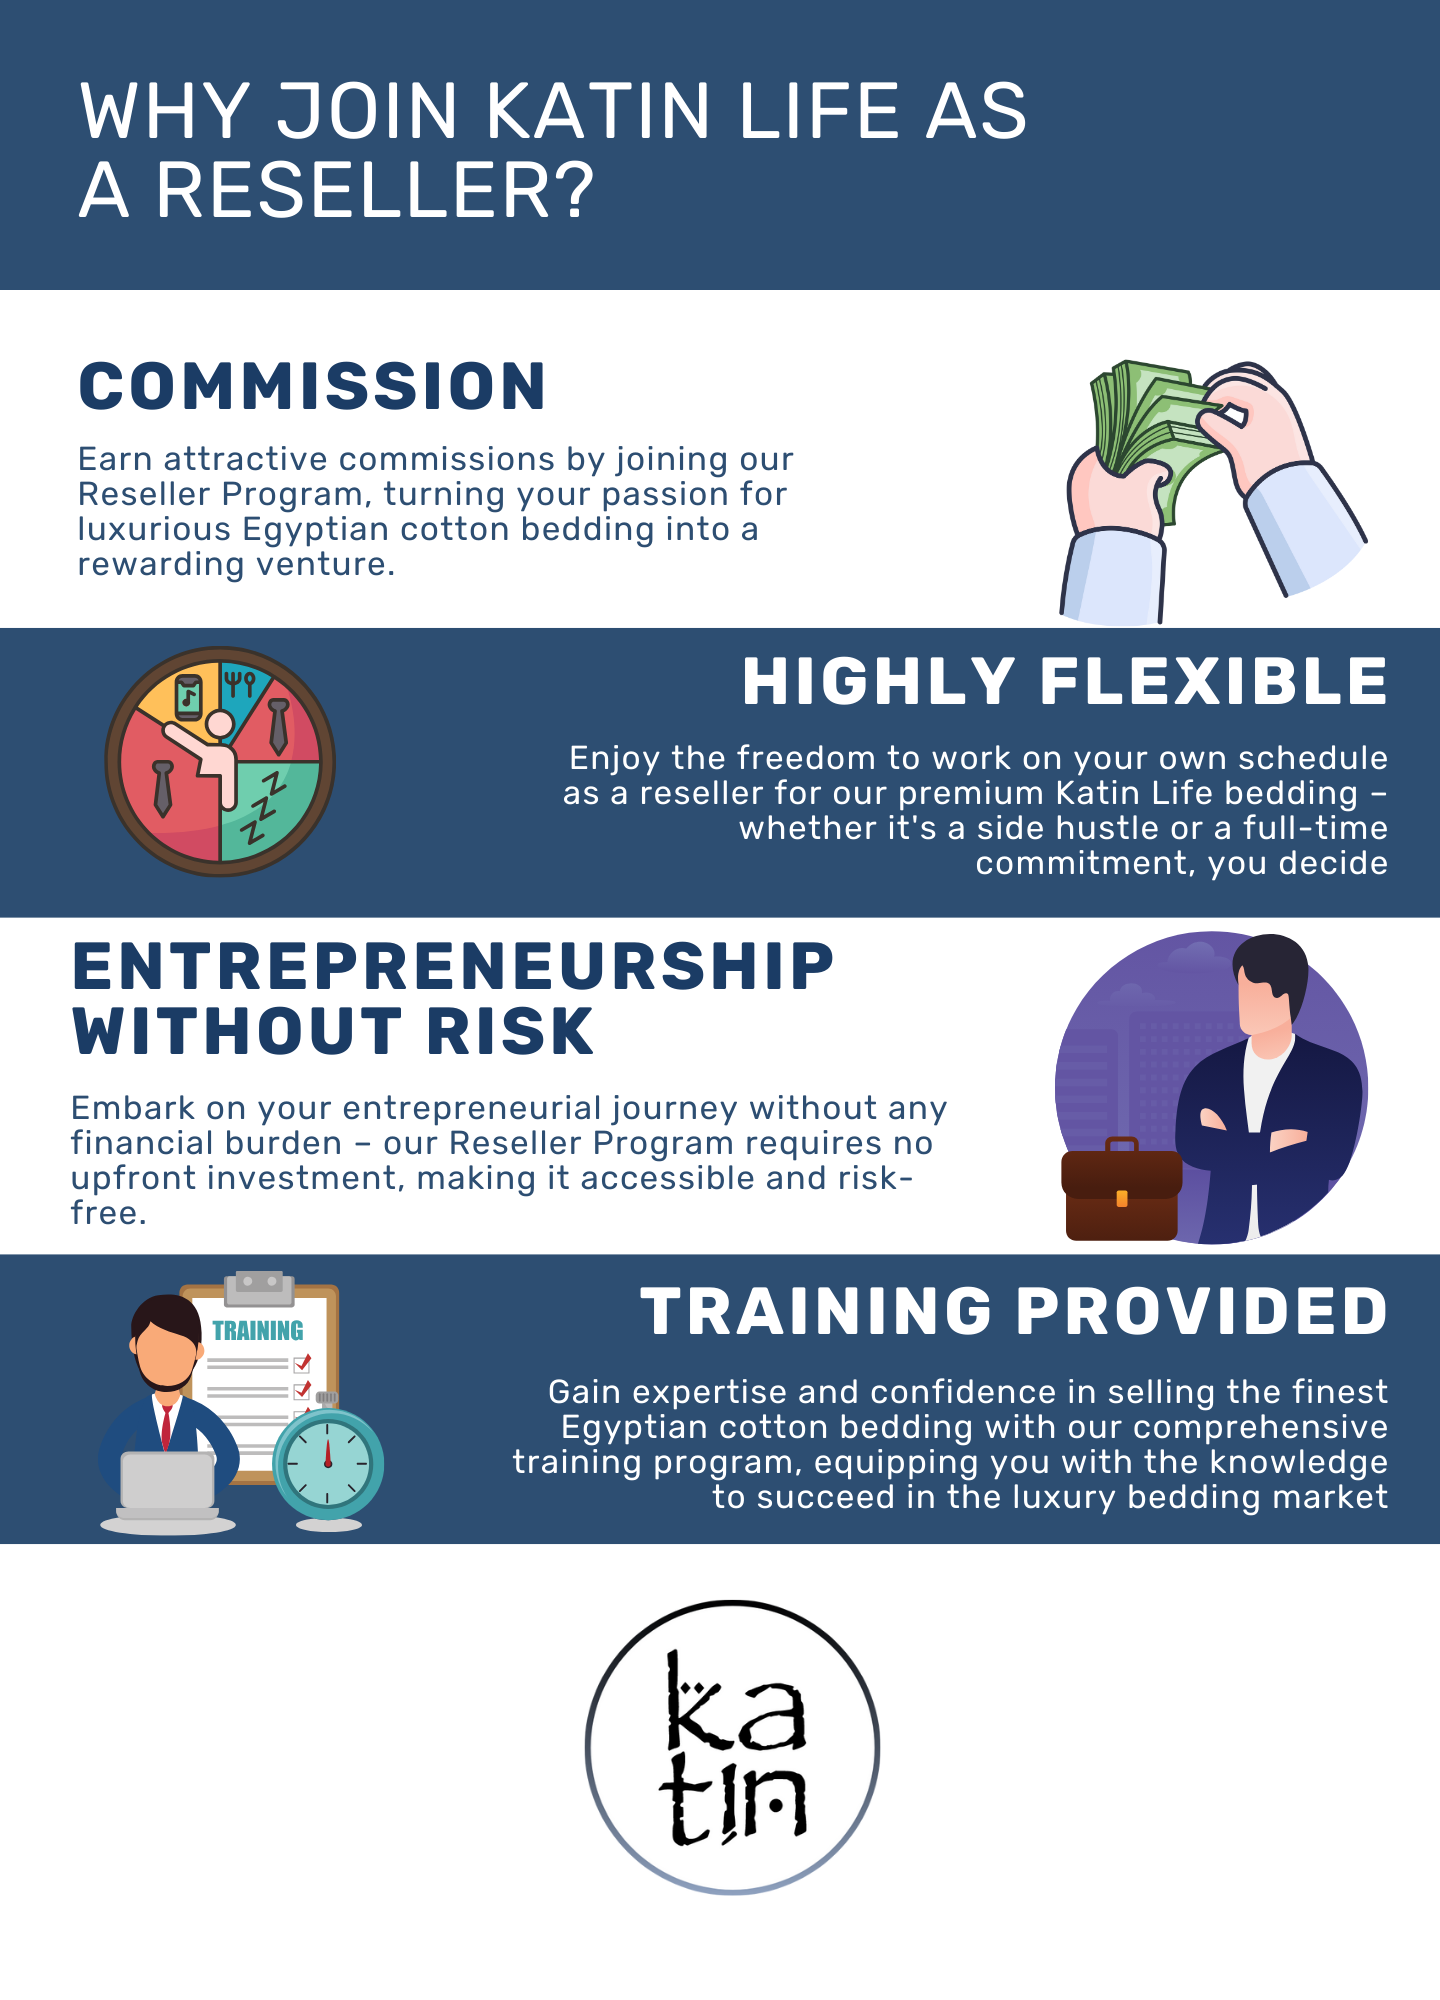 WHY JOIN KATIN LIFE AS
A RESELLER?
COMMISSION
Earn attractive commissions by joining our
Reseller Program, turning your passion for
luxurious Egyptian cotton bedding into a
rewarding venture.
HIGHLY FLEXIBLE
Enjoy the freedom to work on your own schedule
as a reseller for our premium Katin Life bedding –
whether it's a side hustle or a full-time
commitment, you decide
Z
Z
Z
ENTREPRENEURSHIP
WITHOUT RISK
Embark on your entrepreneurial journey without any
financial burden – our Reseller Program requires no
upfront investment, making it accessible and risk-
free.
TRAINING
TRAINING PROVIDED
Gain expertise and confidence in selling the finest
Egyptian cotton bedding with our comprehensive
training program, equipping you with the knowledge
to succeed in the luxury bedding market
ka
tin